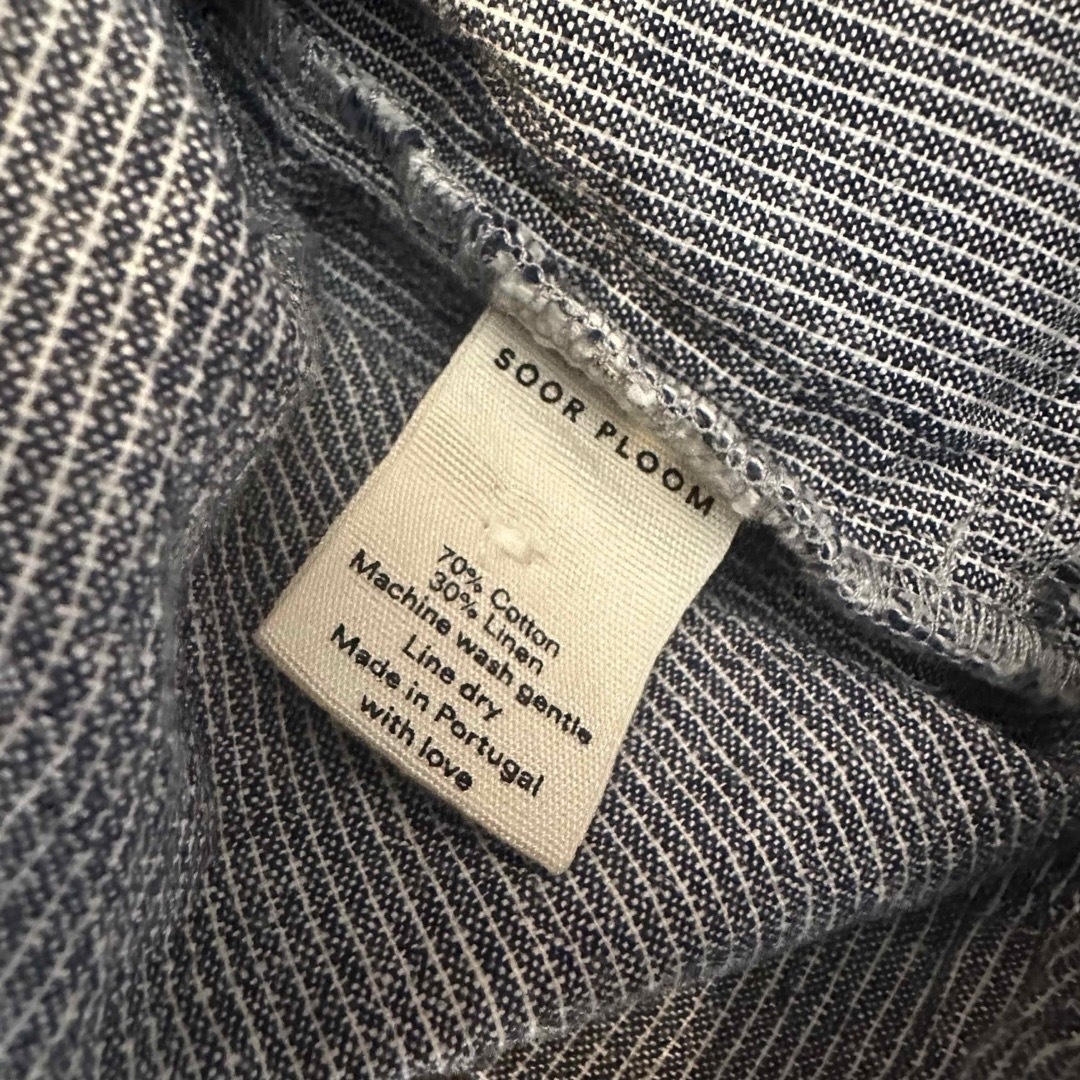 SOOR PLOOM
70% Cotton
30% Linen
Machine wash gentle
Line dry
Made in Portugal
with love